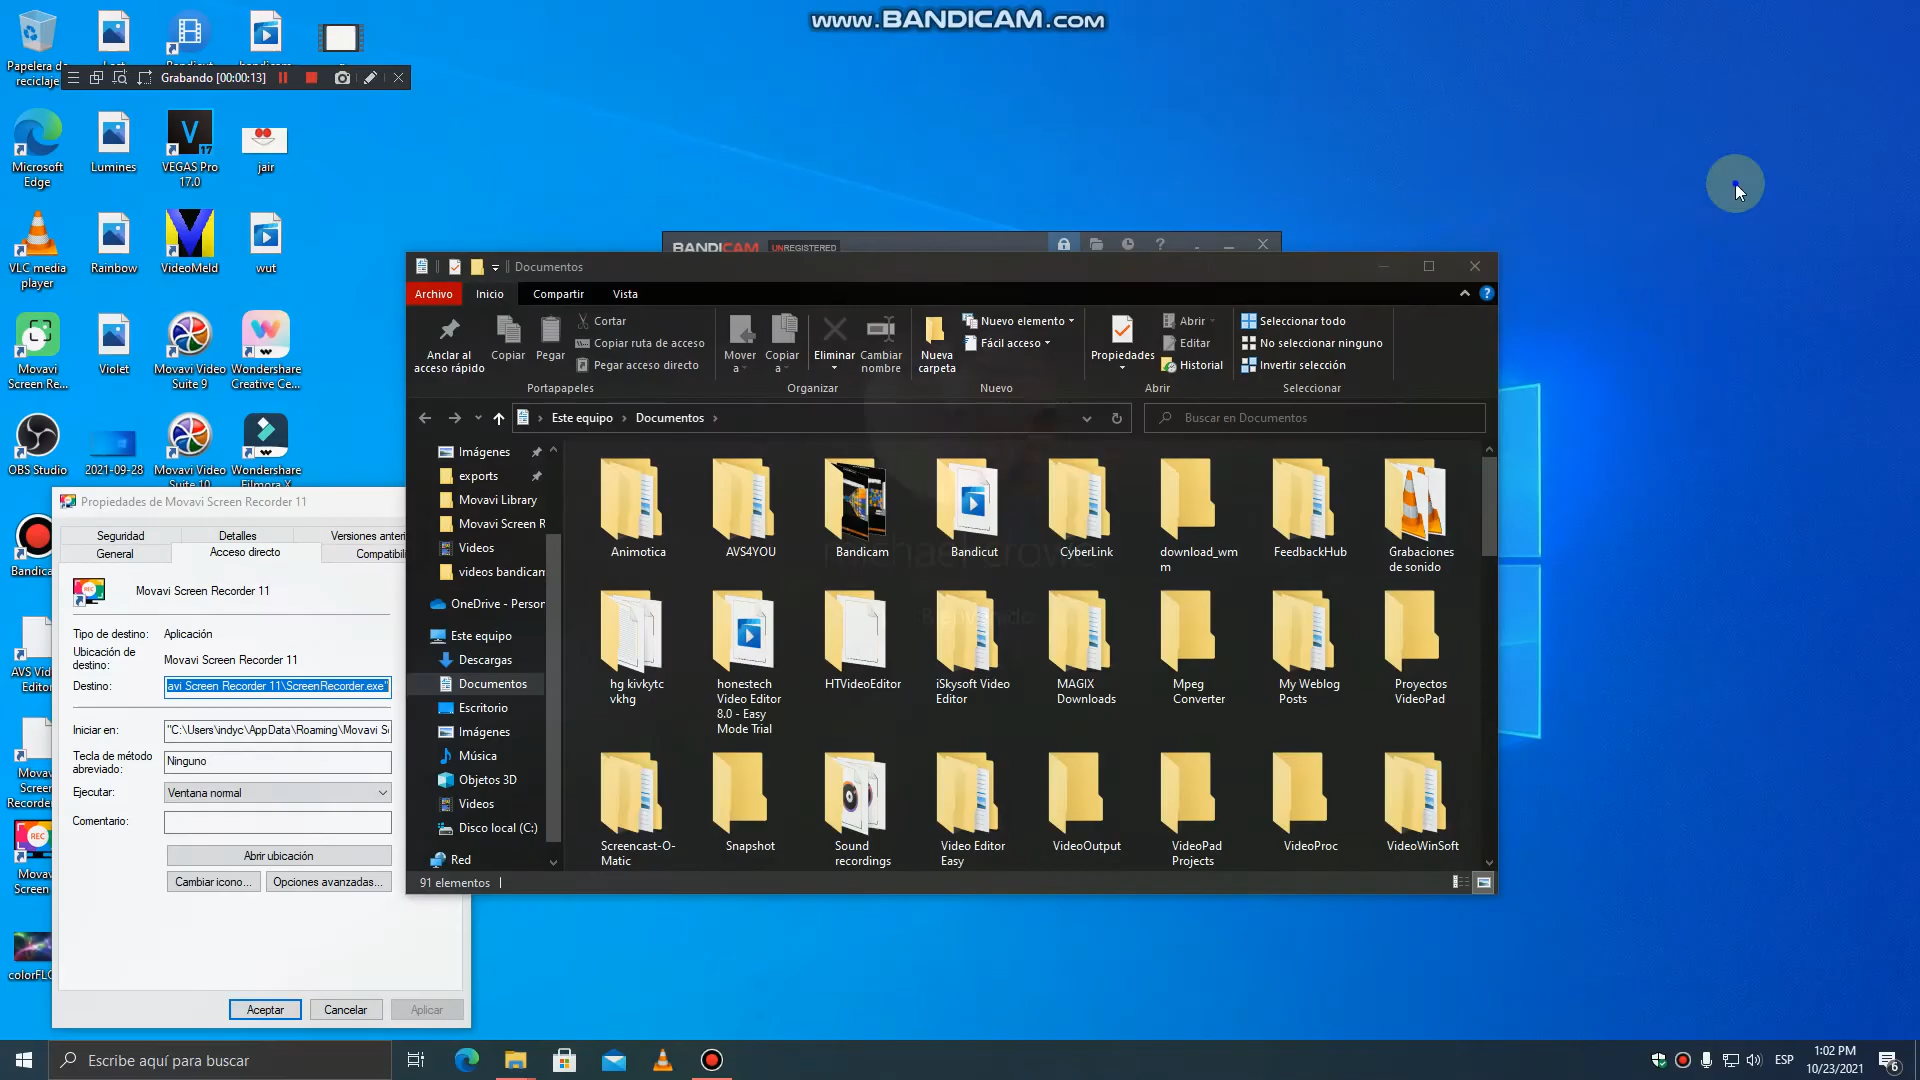 www.BANDICAM.com
Papelera de
reciclaje
Grabando [00:00:13]
Microsoft
Edge
Lumines
VEGAS Pro
17.0
jair
VLC media
player
Rainbow
VideoMeld
wut
Movavi
Screen Re...
Violet
Movavi Video
Suite 9
Wondershare
Creative Ce...
OBS Studio
2021-09-28
Movavi Video
Suite 10
Wondershare
Filmora X
BANDICAM UNREGISTERED
Documentos
Archivo Inicio Compartir Vista
Anclar al
acceso rápido
Copiar
Pegar
Cortar
Copiar ruta de acceso
Pegar acceso directo
Portapapeles
Mover
a
Copiar
a
Eliminar
Cambiar
nombre
Organizar
Nueva
carpeta
Nuevo elemento
Fácil acceso
Nuevo
Propiedades
Abrir
Editar
Historial
Abrir
Seleccionar todo
No seleccionar ninguno
Invertir selección
Seleccionar
Este equipo > Documentos >
Buscar en Documentos
Imágenes
exports
Movavi Library
Movavi Screen R
Videos
videos bandicam
OneDrive - Person
Este equipo
Descargas
Documentos
Escritorio
Imágenes
Música
Objetos 3D
Videos
Disco local (C:)
Red
Animotica
AVS4YOU
Bandicam
Bandicut
CyberLink
download_wm
m
FeedbackHub
Grabaciones
de sonido
hg kivkytc
vkhg
honestech
Video Editor
8.0 - Easy
Mode Trial
HTVideoEditor
iSkysoft Video
Editor
MAGIX
Downloads
Mpeg
Converter
My Weblog
Posts
Proyectos
VideoPad
Screencast-O-
Matic
Snapshot
Sound
recordings
Video Editor
Easy
VideoOutput
VideoPad
Projects
VideoProc
VideoWinSoft
91 elementos
Propiedades de Movavi Screen Recorder 11
Seguridad Detalles Versiones anteri
General Acceso directo Compatibili
Movavi Screen Recorder 11
Tipo de destino: Aplicación
Ubicación de
destino:
Movavi Screen Recorder 11
Destino: avi Screen Recorder 11\ScreenRecorder.exe"
Iniciar en: "C:\Users\indyc\AppData\Roaming\Movavi S
Tecla de método
abreviado:
Ninguno
Ejecutar: Ventana normal
Comentario:
Abrir ubicación
Cambiar icono... Opciones avanzadas...
Aceptar Cancelar Aplicar
Bandica
AVS Vid
Editor
Mova
Screen
Recorder
REC
Mova
Screen
colorFLO
Escribe aquí para buscar
ESP
1:02 PM
10/23/2021
6